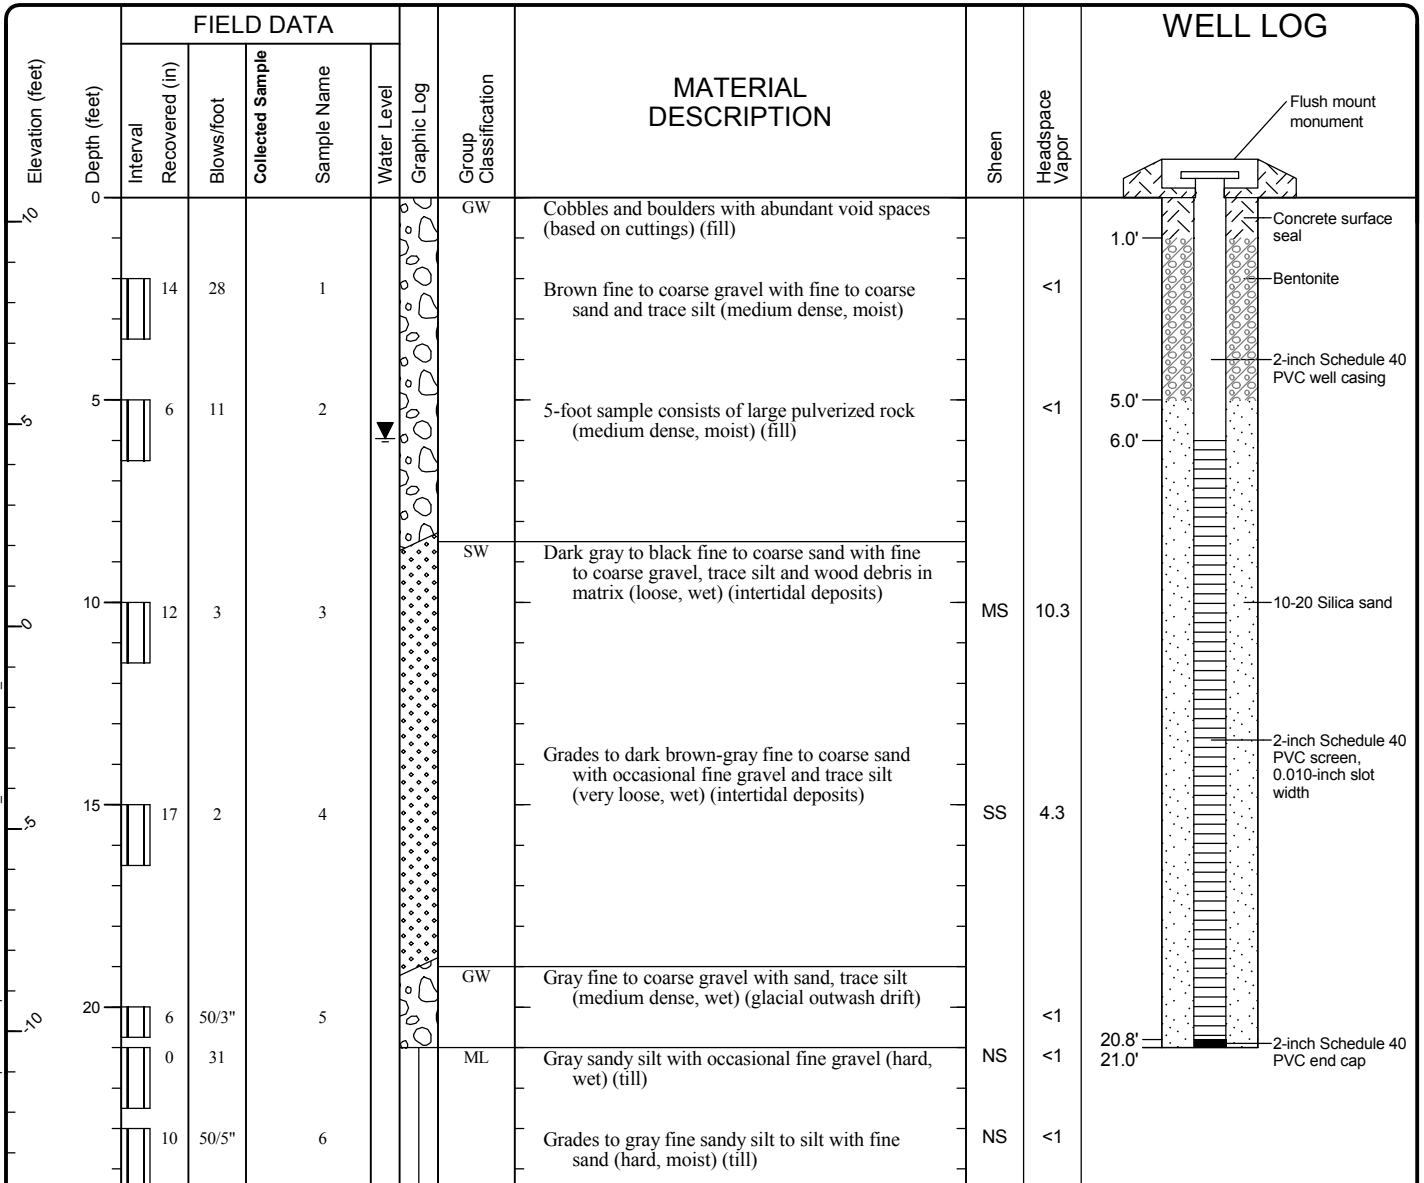 FIELD DATA
WELL LOG
Elevation (feet)
Depth (feet)
Interval
Recovered (in)
Blows/foot
Collected Sample
Sample Name
Water Level
Graphic Log
Group
Classification
MATERIAL
DESCRIPTION
Sheen
Headspace
Vapor
Flush mount
monument
0
10
GW
Cobbles and boulders with abundant void spaces
(based on cuttings) (fill)
Concrete surface
seal
1.0'
Bentonite
14 28 1
Brown fine to coarse gravel with fine to coarse
sand and trace silt (medium dense, moist)
<1
2-inch Schedule 40
PVC well casing
5
5
6 11 2
5-foot sample consists of large pulverized rock
(medium dense, moist) (fill)
<1
5.0'
6.0'
SW
Dark gray to black fine to coarse sand with fine
to coarse gravel, trace silt and wood debris in
matrix (loose, wet) (intertidal deposits)
10
0
12 3 3
MS 10.3
10-20 Silica sand
Grades to dark brown-gray fine to coarse sand
with occasional fine gravel and trace silt
(very loose, wet) (intertidal deposits)
2-inch Schedule 40
PVC screen,
0.010-inch slot
width
15
-5
17 2 4
SS 4.3
GW
Gray fine to coarse gravel with sand, trace silt
(medium dense, wet) (glacial outwash drift)
20
-10
6 50/3" 5
<1
0 31
ML
Gray sandy silt with occasional fine gravel (hard,
wet) (till)
NS <1
20.8'
21.0'
2-inch Schedule 40
PVC end cap
10 50/5" 6
Grades to gray fine sandy silt to silt with fine
sand (hard, moist) (till)
NS <1